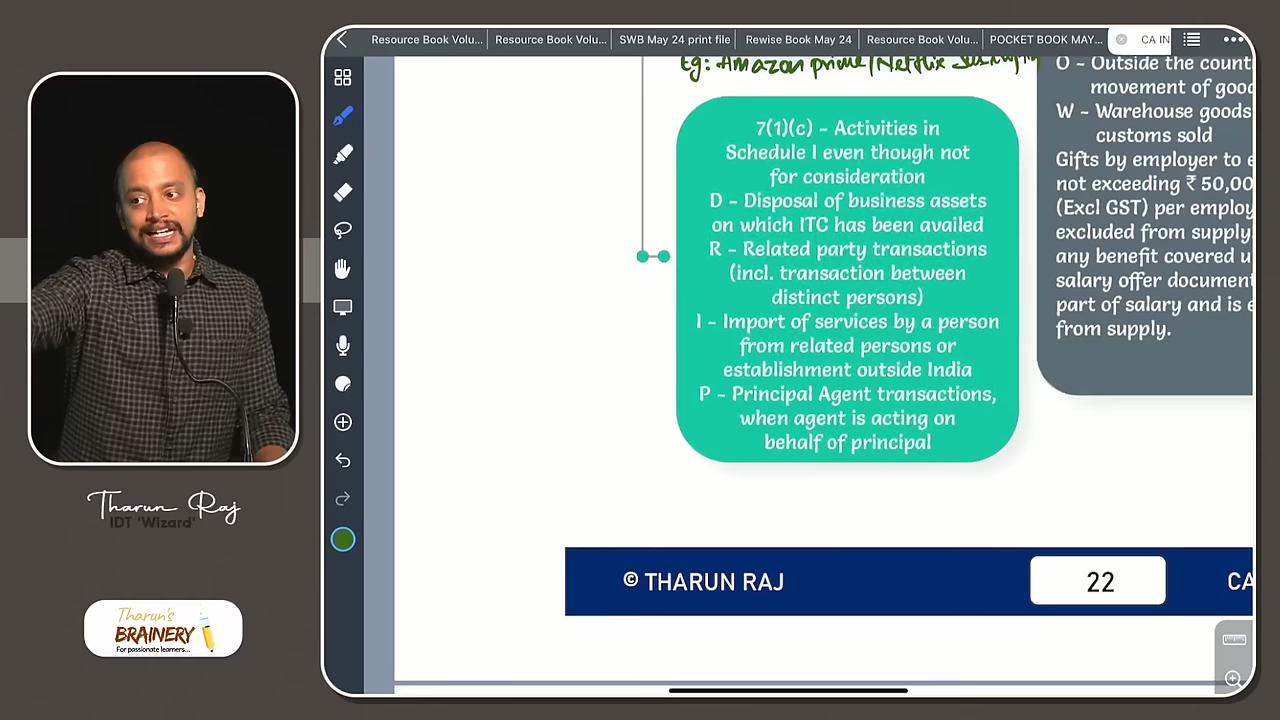 Resource Book Volu... Resource Book Volu... SWB May 24 print file Rewise Book May 24 Resource Book Volu... POCKET BOOK MAY... CA IN
Eg: Amazon prime/Netflix
7(1)(c) - Activities in
Schedule I even though not
for consideration
D - Disposal of business assets
on which ITC has been availed
R - Related party transactions
(incl. transaction between
distinct persons)
I - Import of services by a person
from related persons or
establishment outside India
P - Principal Agent transactions,
when agent is acting on
behalf of principal
O - Outside the count
movement of goo
W - Warehouse goods
customs sold
Gifts by employer to e
not exceeding ₹ 50,00
(Excl GST) per employ
excluded from supply.
any benefit covered u
salary offer document
part of salary and is e
from supply.
© THARUN RAJ
22
CA
Tharun Raj
IDT 'Wizard'
Tharun's
BRAINERY
For passionate learners...